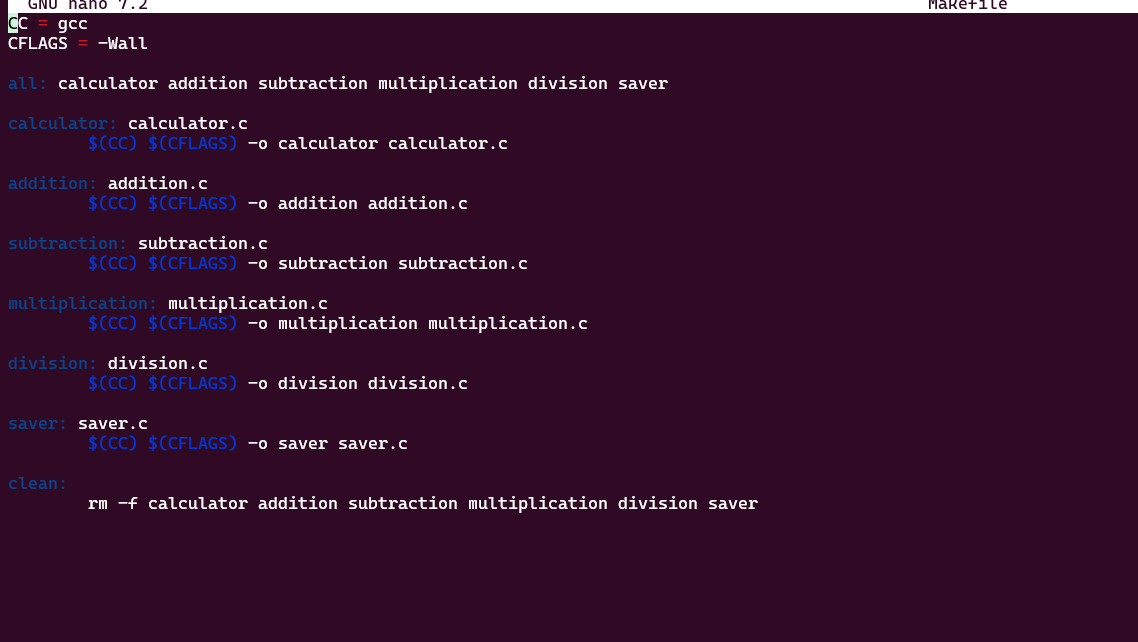 GNU nano 7.2 Makefile
CC = gcc
CFLAGS = -Wall
all: calculator addition subtraction multiplication division saver
calculator: calculator.c
$(CC) $(CFLAGS) -o calculator calculator.c
addition: addition.c
$(CC) $(CFLAGS) -o addition addition.c
subtraction: subtraction.c
$(CC) $(CFLAGS) -o subtraction subtraction.c
multiplication: multiplication.c
$(CC) $(CFLAGS) -o multiplication multiplication.c
division: division.c
$(CC) $(CFLAGS) -o division division.c
saver: saver.c
$(CC) $(CFLAGS) -o saver saver.c
clean:
rm -f calculator addition subtraction multiplication division saver